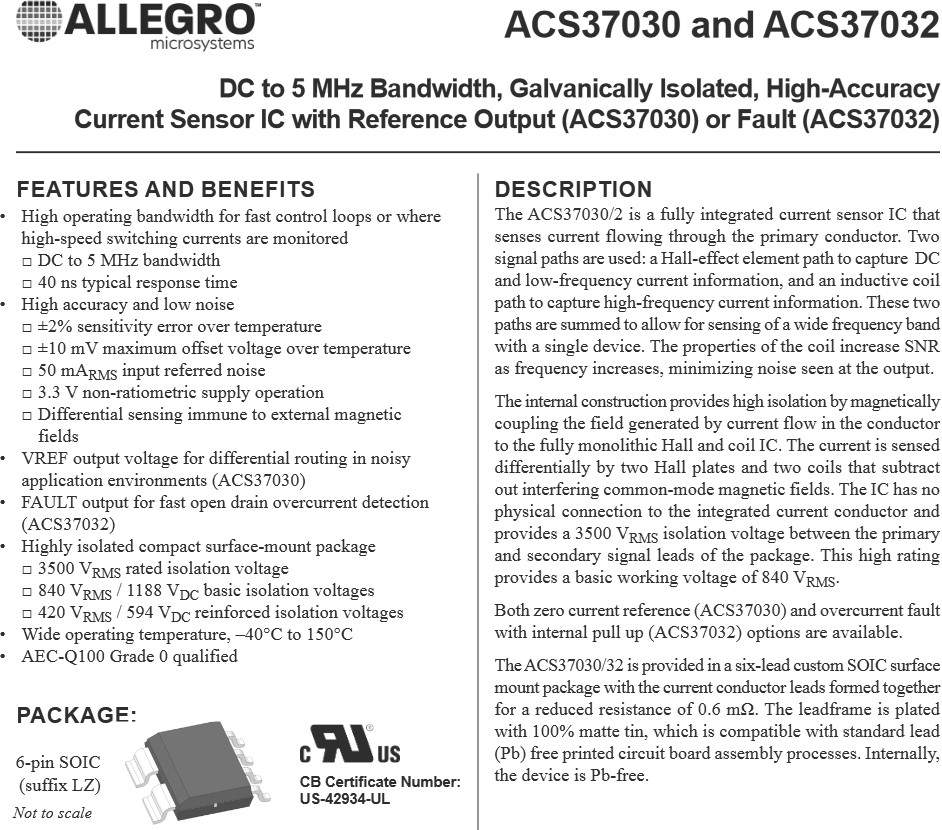 ALLEGRO™
microsystems
ACS37030 and ACS37032
DC to 5 MHz Bandwidth, Galvanically Isolated, High-Accuracy
Current Sensor IC with Reference Output (ACS37030) or Fault (ACS37032)
FEATURES AND BENEFITS
• High operating bandwidth for fast control loops or where
high-speed switching currents are monitored
□ DC to 5 MHz bandwidth
□ 40 ns typical response time
• High accuracy and low noise
□ ±2% sensitivity error over temperature
□ ±10 mV maximum offset voltage over temperature
□ 50 mARMS input referred noise
□ 3.3 V non-ratiometric supply operation
□ Differential sensing immune to external magnetic
fields
• VREF output voltage for differential routing in noisy
application environments (ACS37030)
• FAULT output for fast open drain overcurrent detection
(ACS37032)
• Highly isolated compact surface-mount package
□ 3500 VRMS rated isolation voltage
□ 840 VRMS / 1188 VDC basic isolation voltages
□ 420 VRMS / 594 VDC reinforced isolation voltages
• Wide operating temperature, –40°C to 150°C
• AEC-Q100 Grade 0 qualified
PACKAGE:
6-pin SOIC
(suffix LZ)
Not to scale
C RU® US
CB Certificate Number:
US-42934-UL
DESCRIPTION
The ACS37030/2 is a fully integrated current sensor IC that
senses current flowing through the primary conductor. Two
signal paths are used: a Hall-effect element path to capture DC
and low-frequency current information, and an inductive coil
path to capture high-frequency current information. These two
paths are summed to allow for sensing of a wide frequency band
with a single device. The properties of the coil increase SNR
as frequency increases, minimizing noise seen at the output.
The internal construction provides high isolation by magnetically
coupling the field generated by current flow in the conductor
to the fully monolithic Hall and coil IC. The current is sensed
differentially by two Hall plates and two coils that subtract
out interfering common-mode magnetic fields. The IC has no
physical connection to the integrated current conductor and
provides a 3500 VRMS isolation voltage between the primary
and secondary signal leads of the package. This high rating
provides a basic working voltage of 840 VRMS.
Both zero current reference (ACS37030) and overcurrent fault
with internal pull up (ACS37032) options are available.
The ACS37030/32 is provided in a six-lead custom SOIC surface
mount package with the current conductor leads formed together
for a reduced resistance of 0.6 mΩ. The leadframe is plated
with 100% matte tin, which is compatible with standard lead
(Pb) free printed circuit board assembly processes. Internally,
the device is Pb-free.